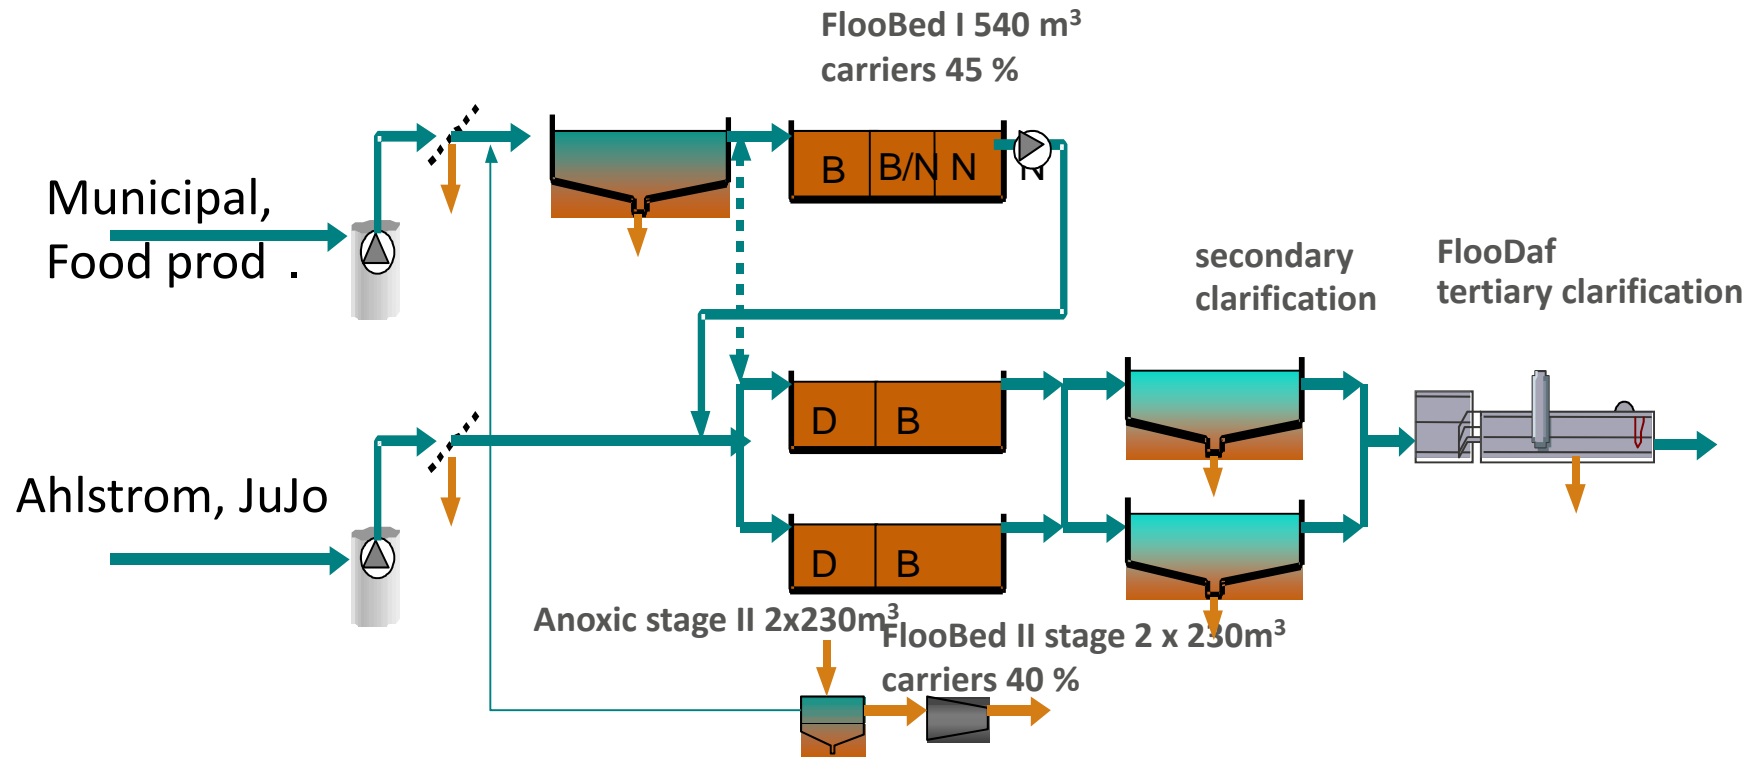 FlooBed I 540 m³
carriers 45 %
B B/N N
N
Municipal,
Food prod .
secondary
clarification
FlooDaf
tertiary clarification
D B
Ahlstrom, JuJo
D B
Anoxic stage II 2x230m³
FlooBed II stage 2 x 230m³
carriers 40 %